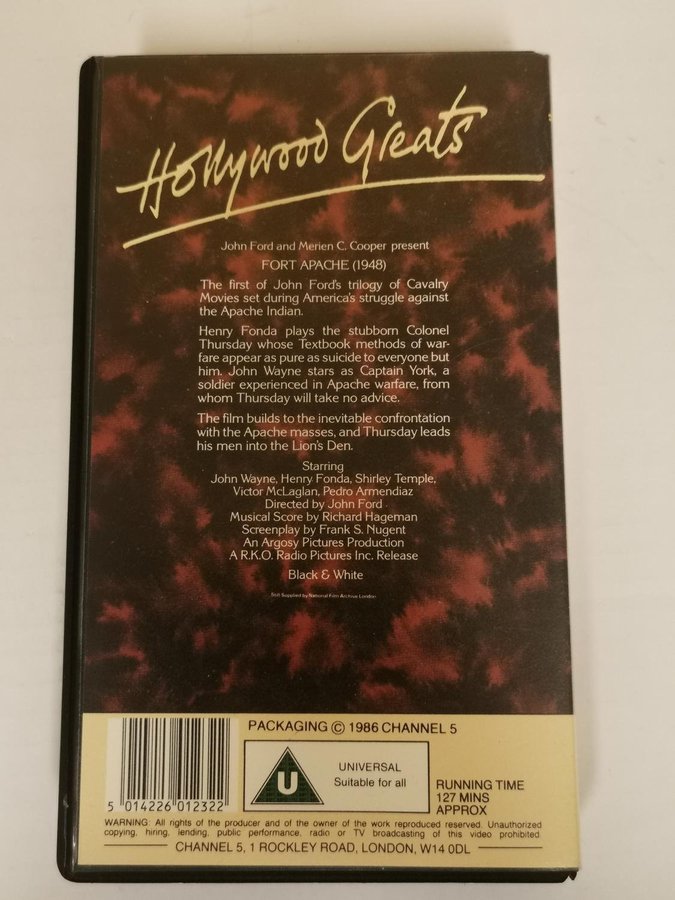 Hollywood Greats
John Ford and Merien C. Cooper present
FORT APACHE (1948)
The first of John Ford's trilogy of Cavalry
Movies set during America's struggle against
the Apache Indian.
Henry Fonda plays the stubborn Colonel
Thursday whose Textbook methods of war-
fare appear as pure as suicide to everyone but
him. John Wayne stars as Captain York, a
soldier experienced in Apache warfare, from
whom Thursday will take no advice.
The film builds to the inevitable confrontation
with the Apache masses, and Thursday leads
his men into the Lion's Den.
Starring
John Wayne, Henry Fonda, Shirley Temple,
Victor McLaglan, Pedro Armendiaz
Directed by John Ford
Musical Score by Richard Hageman
Screenplay by Frank S. Nugent
An Argosy Pictures Production
A R.K.O. Radio Pictures Inc. Release
Black & White
Still Supplied by National Film Archive London
PACKAGING © 1986 CHANNEL 5
U
UNIVERSAL
Suitable for all
RUNNING TIME
127 MINS
APPROX
5 014226 012322
WARNING: All rights of the producer and of the owner of the work reproduced reserved. Unauthorized
copying, hiring, lending, public performance, radio or TV broadcasting of this video prohibited.
CHANNEL 5, 1 ROCKLEY ROAD, LONDON, W14 0DL